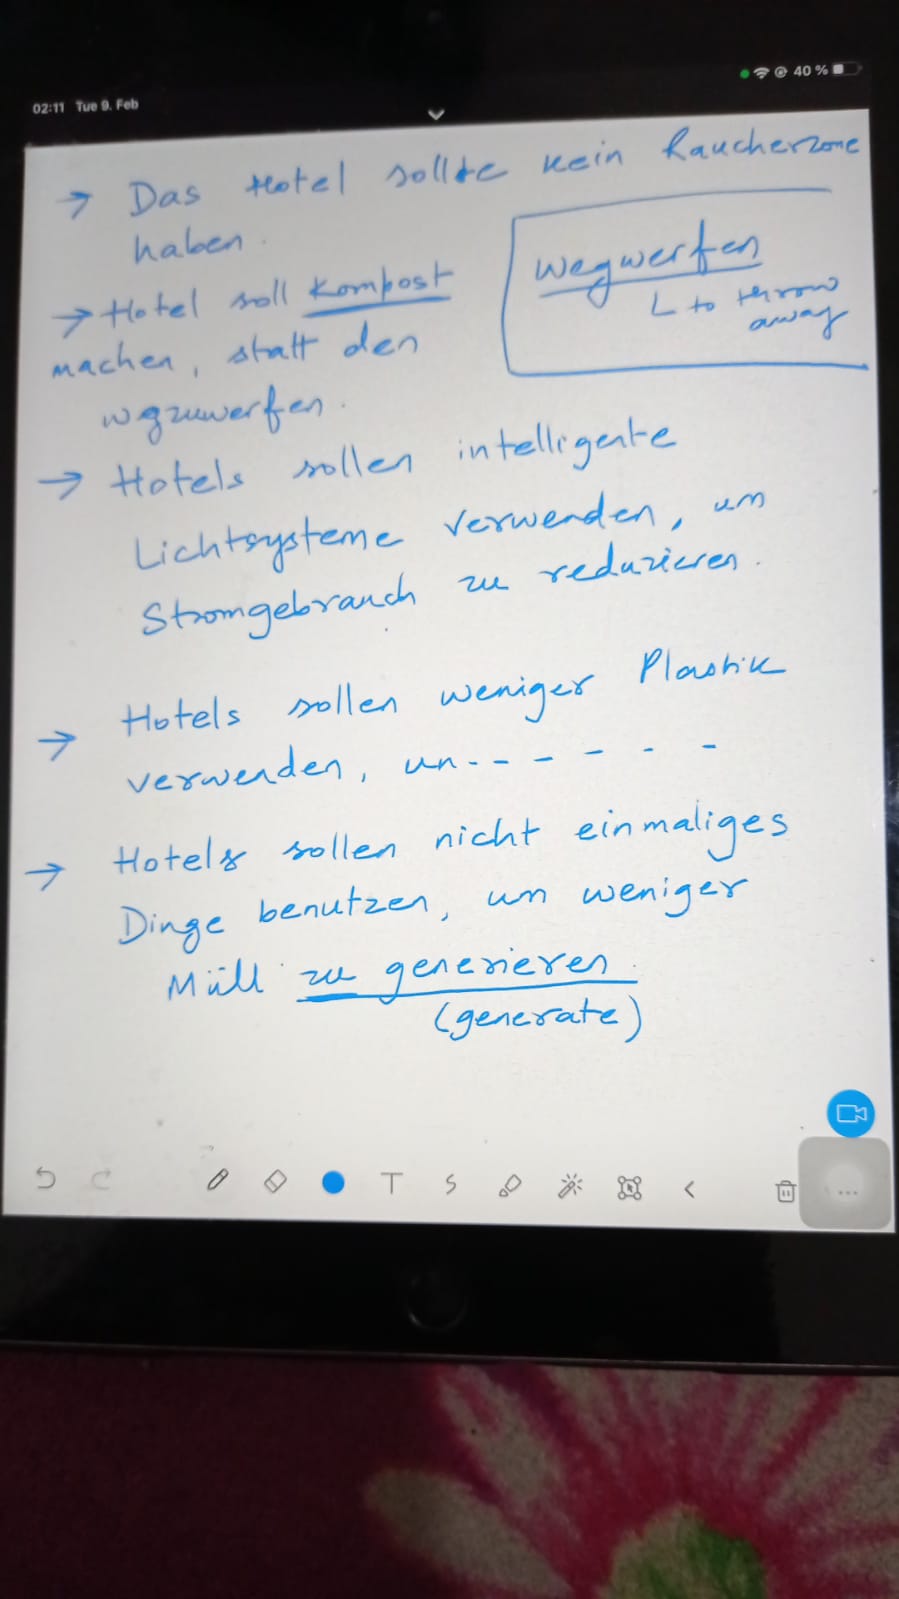 02:11 Tue 9. Feb
40 %
→ Das Hotel sollte kein Raucherzone
haben.
wegwerfen
↳ to throw
away
→ Hotel soll Kompost
machen, statt den
wgzuwerfen.
→ Hotels sollen intelligente
Lichtsysteme verwenden, um
Stromgebrauch zu reduzieren.
→ Hotels sollen weniger Plastik
verwenden, um - - - - - -
→ Hotels sollen nicht einmaliges
Dinge benutzen, um weniger
Müll zu generieren.
(generate)
T